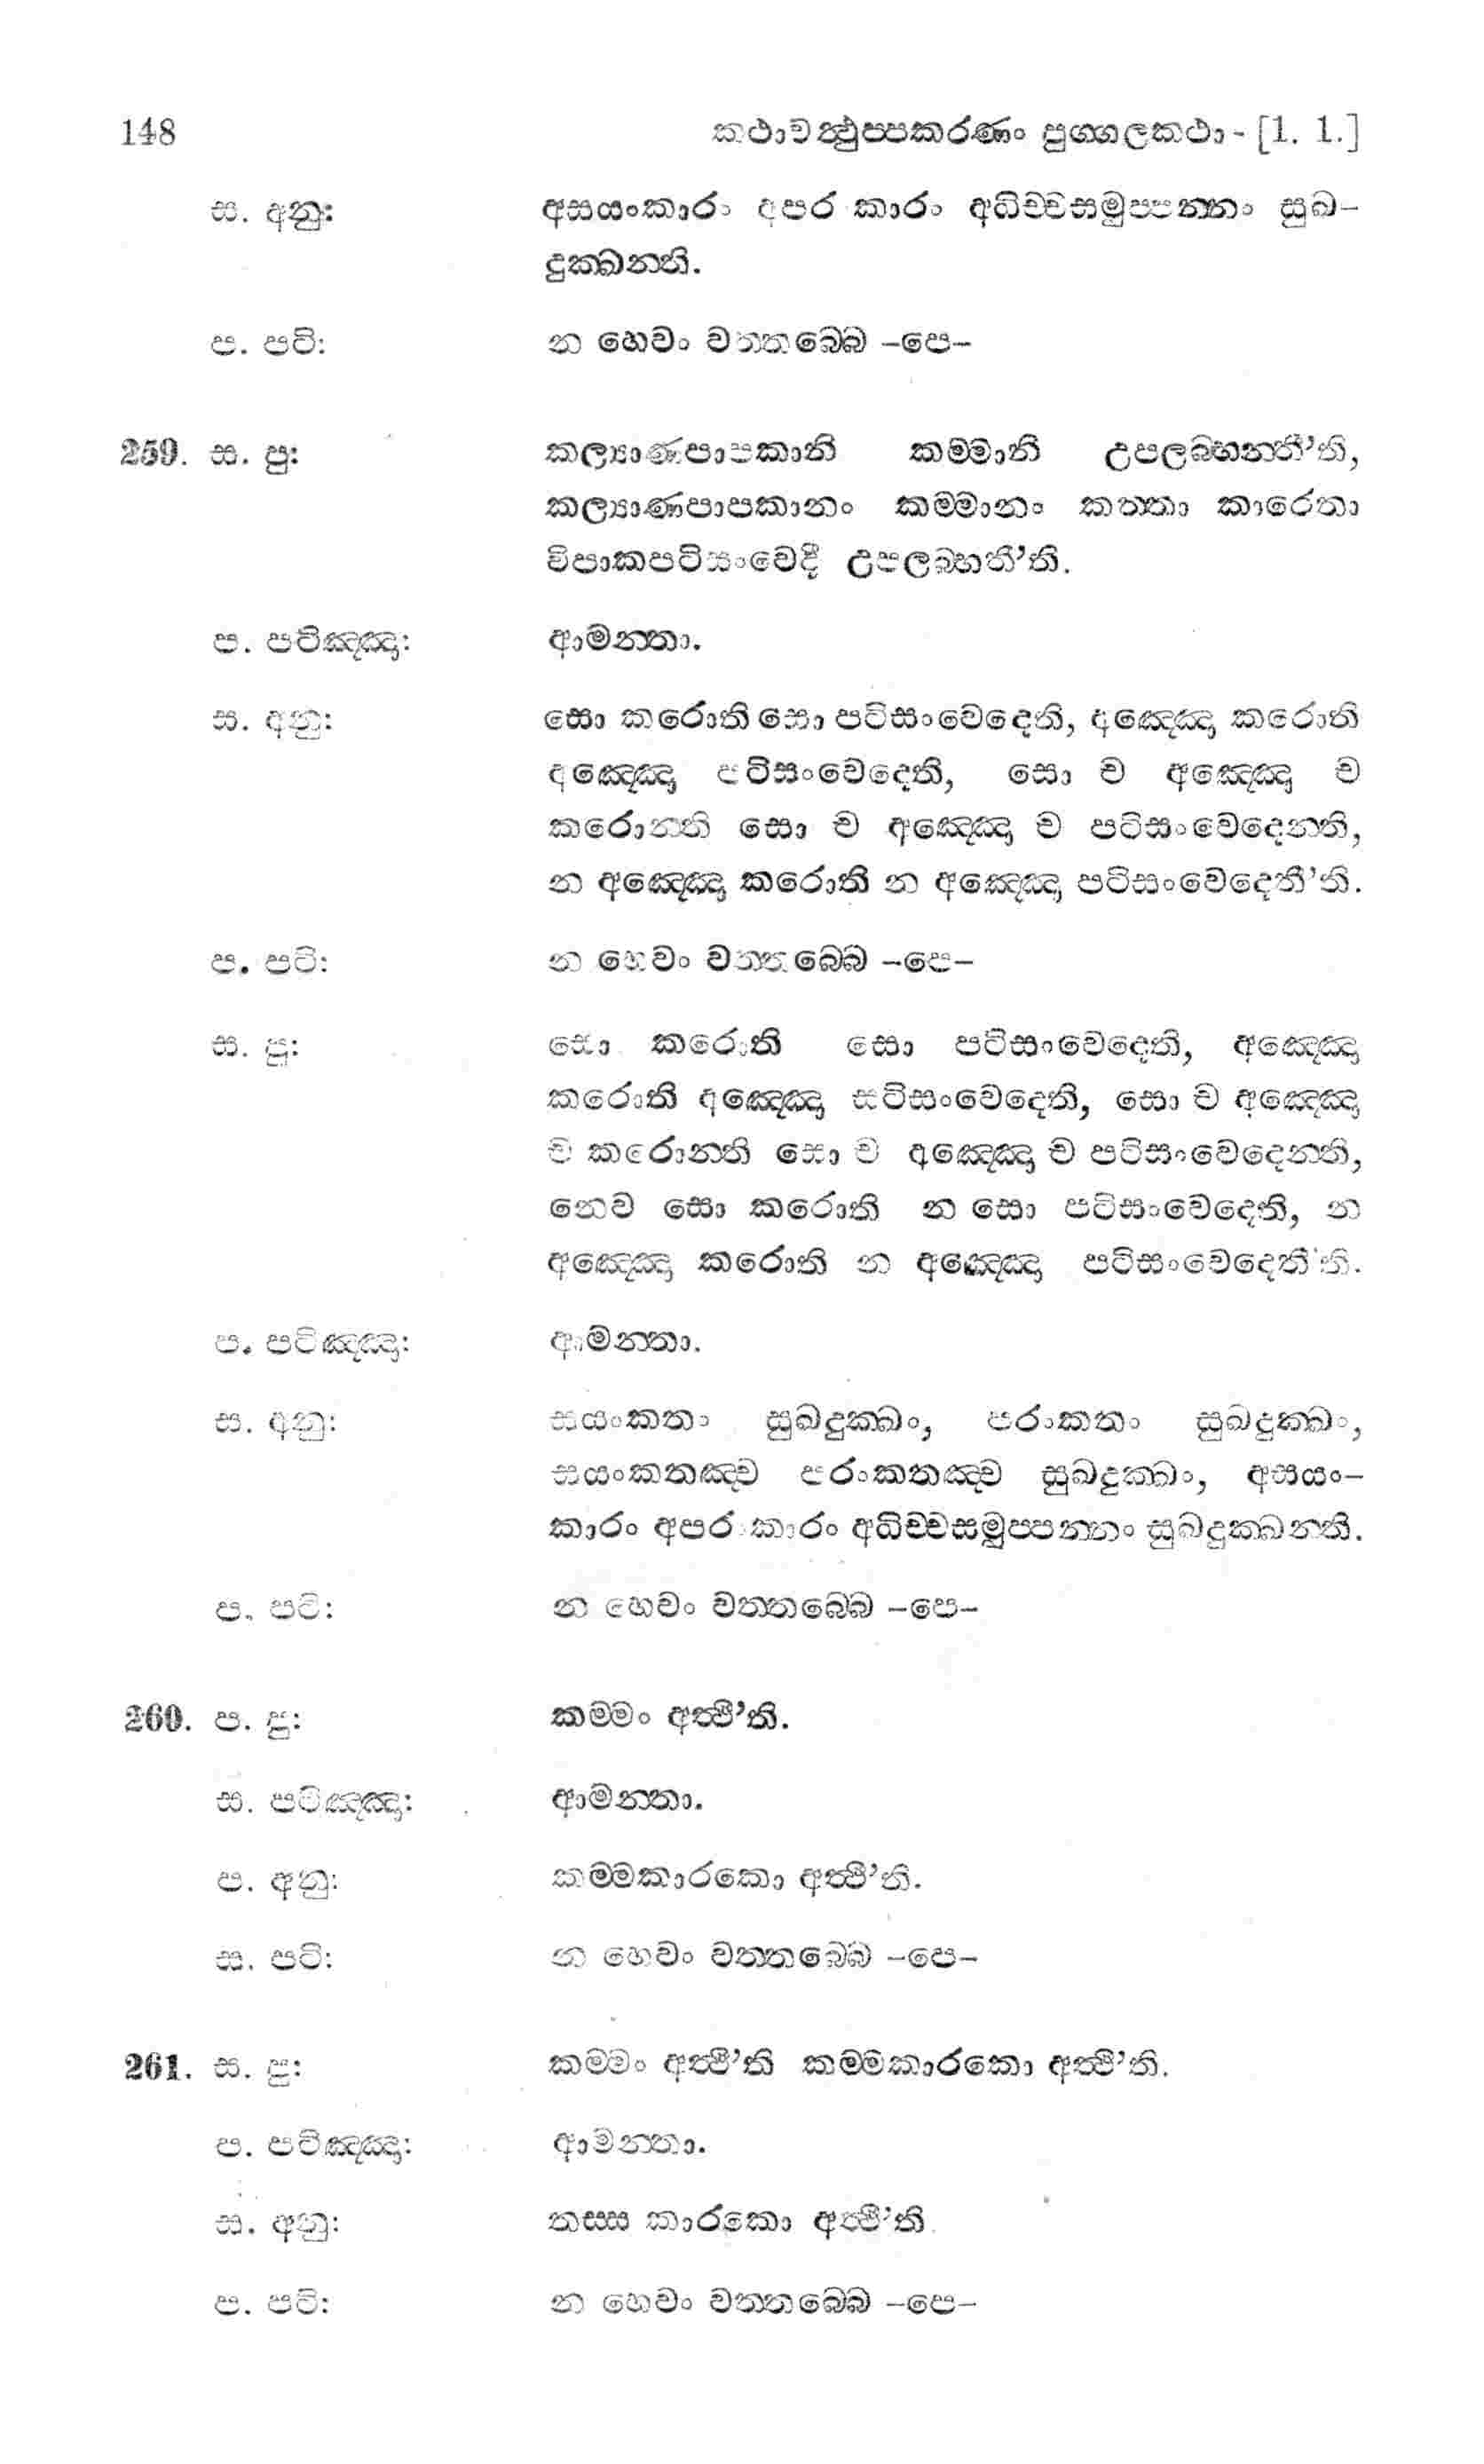 148 කථාවත්‍ථුප්පකරණං පුග්ගලකථා - [1. 1.]
ස. අනු: අසයංකාරං අපරංකාරං අධිච්චසමුප්පන්නං සුඛ-
දුක්ඛන්ති.
ප. පටි: න හෙවං වත්තබ්බෙ -පෙ-
259. ස. පු: කල්‍යාණපාපකානි කම්මානි උපලබ්භන්තී’ති,
කල්‍යාණපාපකානං කම්මානං කත්තා කාරෙතා
විපාකපටිසංවෙදී උපලබ්භතී’ති.
ප. පටිඤ්ඤා: ආමන්තා.
ස. අනු: සො කරොති සො පටිසංවෙදෙති, අඤ්ඤො කරොති
අඤ්ඤො පටිසංවෙදෙති, සො ච අඤ්ඤො ච
කරොන්ති සො ච අඤ්ඤො ච පටිසංවෙදෙන්ති,
න අඤ්ඤො කරොති න අඤ්ඤො පටිසංවෙදෙතී’ති.
ප. පටි: න හෙවං වත්තබ්බෙ -පෙ-
ස. පු: සො කරොති සො පටිසංවෙදෙති, අඤ්ඤො
කරොති අඤ්ඤො පටිසංවෙදෙති, සො ච අඤ්ඤො
ච කරොන්ති සො ච අඤ්ඤො ච පටිසංවෙදෙන්ති,
නෙව සො කරොති න සො පටිසංවෙදෙති, න
අඤ්ඤො කරොති න අඤ්ඤො පටිසංවෙදෙතී’ති.
ප. පටිඤ්ඤා: ආමන්තා.
ස. අනු: සයංකතං සුඛදුක්ඛං, පරංකතං සුඛදුක්ඛං,
සයංකතඤ්ච පරංකතඤ්ච සුඛදුක්ඛං, අසයං-
කාරං අපරංකාරං අධිච්චසමුප්පන්නං සුඛදුක්ඛන්ති.
ප. පටි: න හෙවං වත්තබ්බෙ -පෙ-
260. ප. පු: කම්මං අත්‍ථී’ති.
ස. පටිඤ්ඤා: ආමන්තා.
ප. අනු: කම්මකාරකො අත්‍ථී’ති.
ස. පටි: න හෙවං වත්තබ්බෙ -පෙ-
261. ස. පු: කම්මං අත්‍ථී’ති කම්මකාරකො අත්‍ථී’ති.
ප. පටිඤ්ඤා: ආමන්තා.
ස. අනු: තස්ස කාරකො අත්‍ථී’ති.
ප. පටි: න හෙවං වත්තබ්බෙ -පෙ-